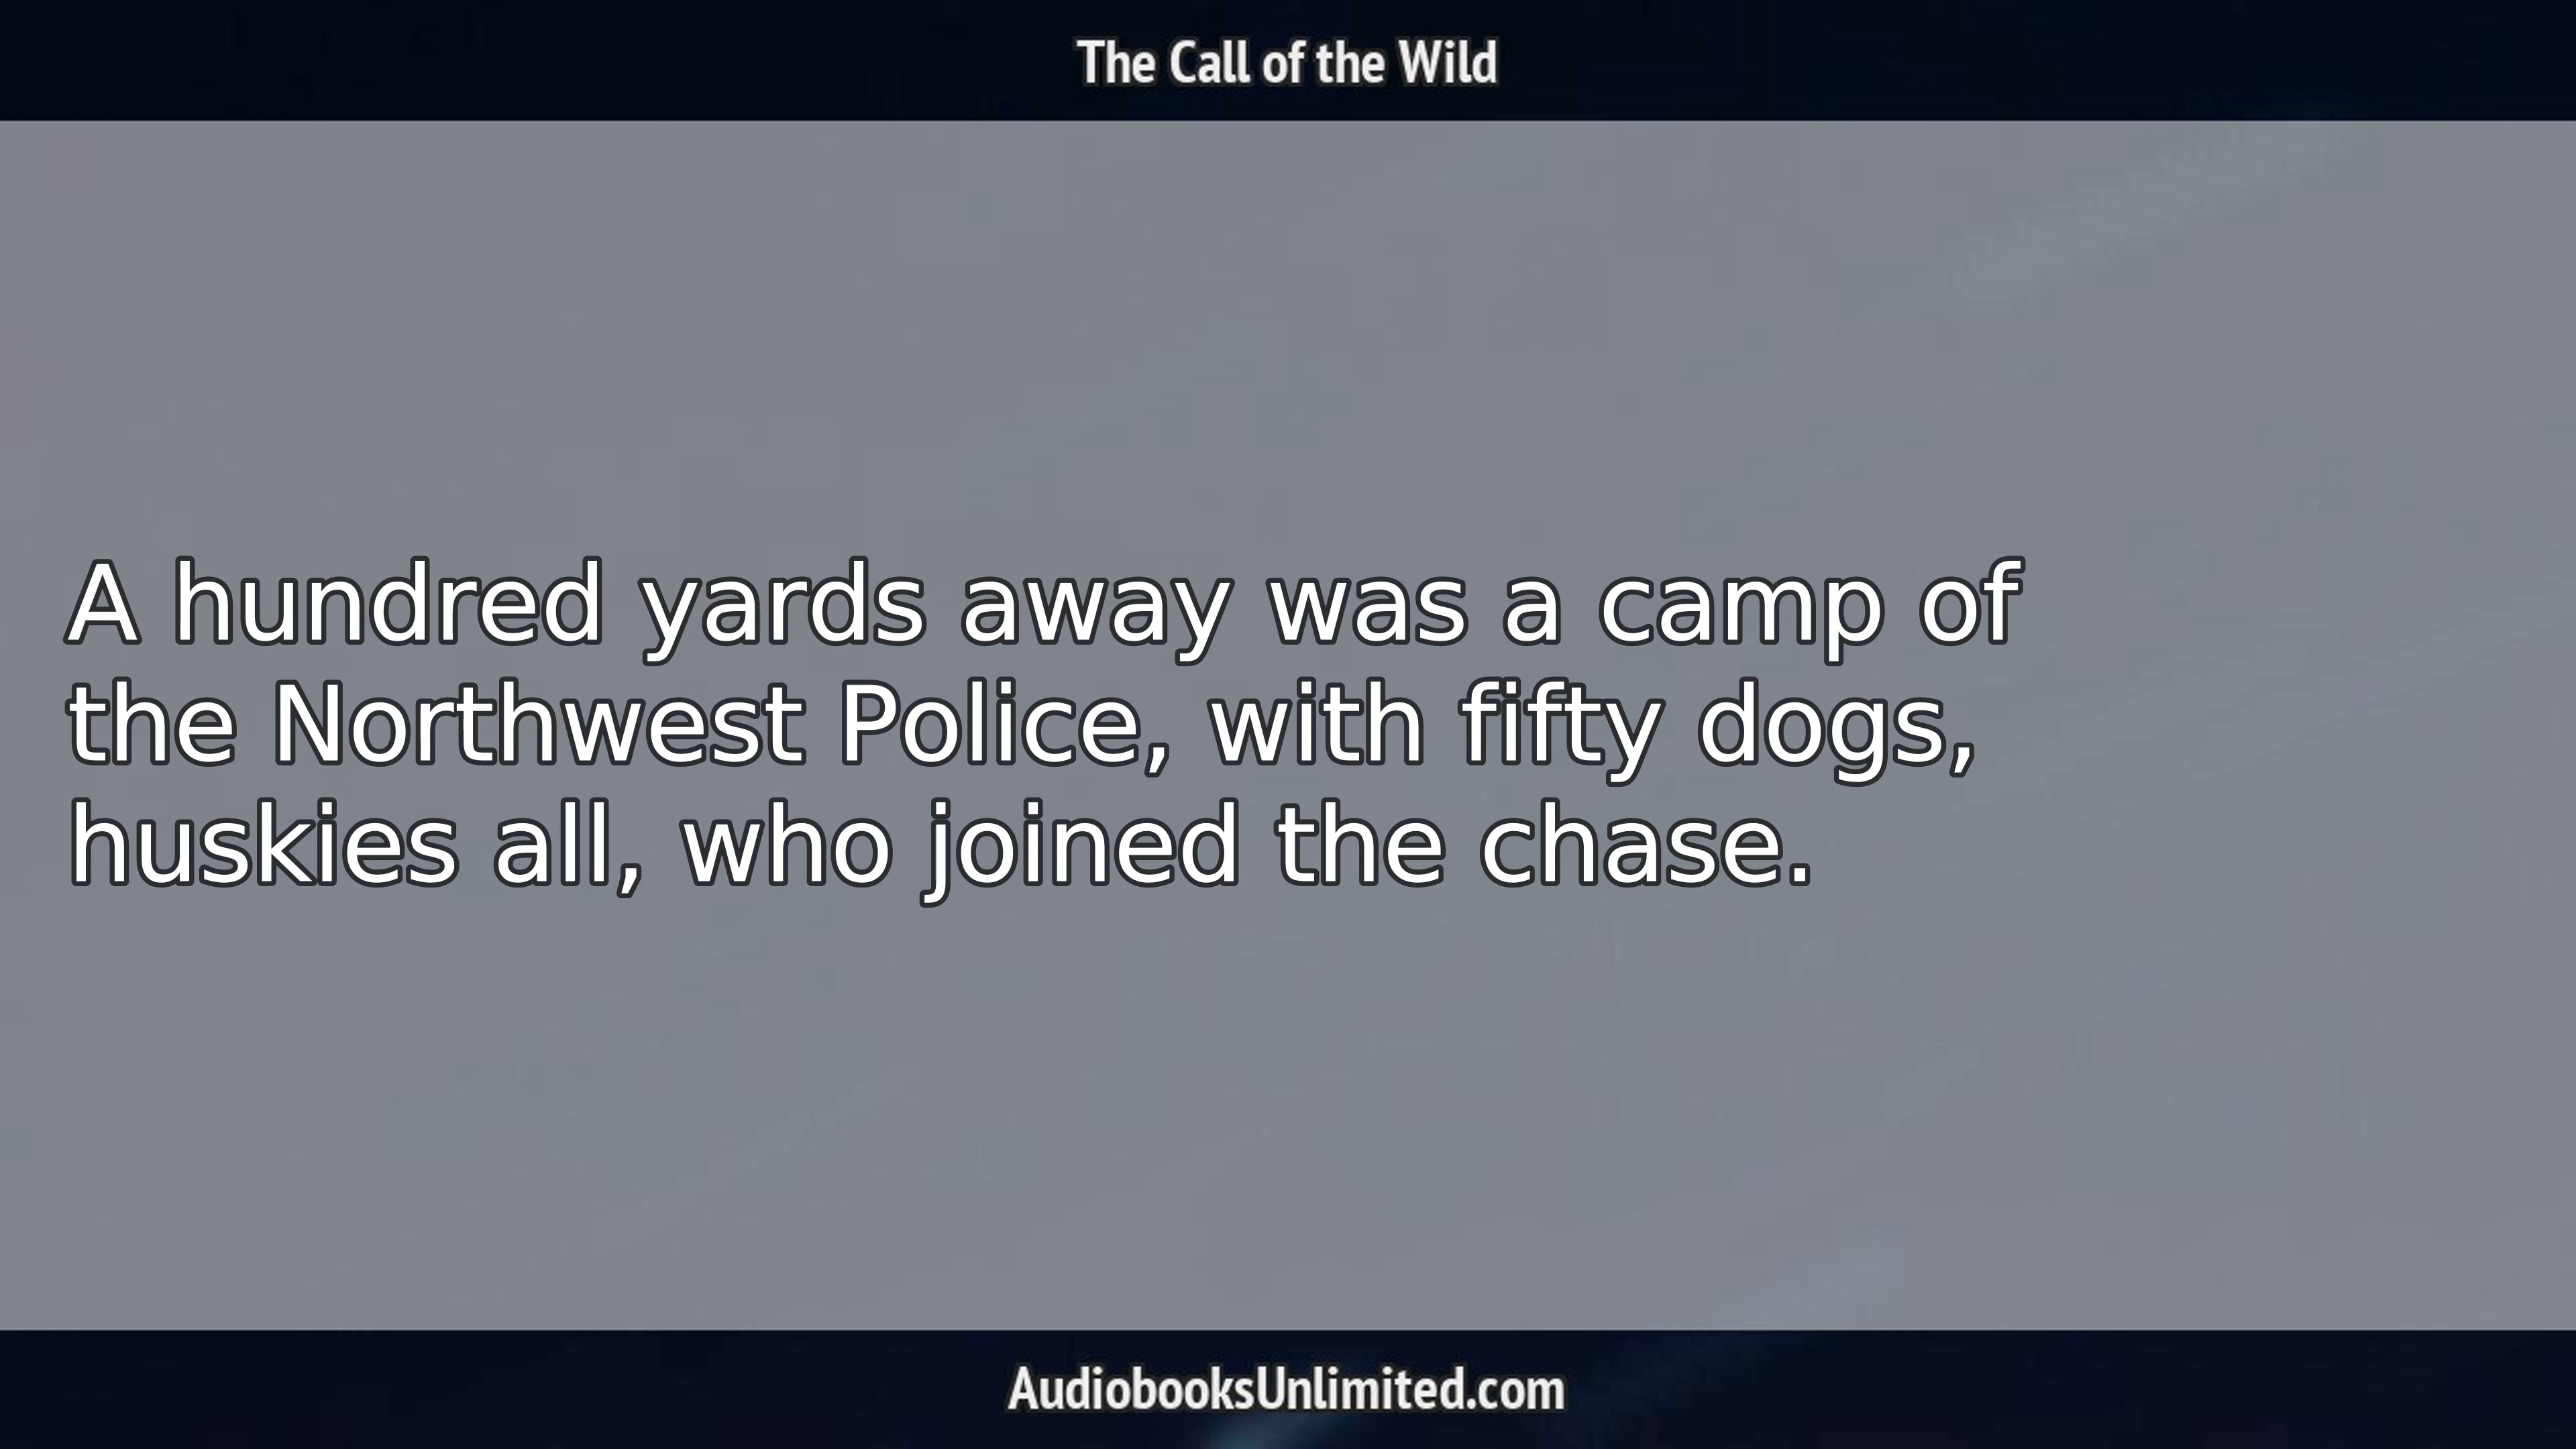 The Call of the Wild
A hundred yards away was a camp of
the Northwest Police, with fifty dogs,
huskies all, who joined the chase.
AudiobooksUnlimited.com